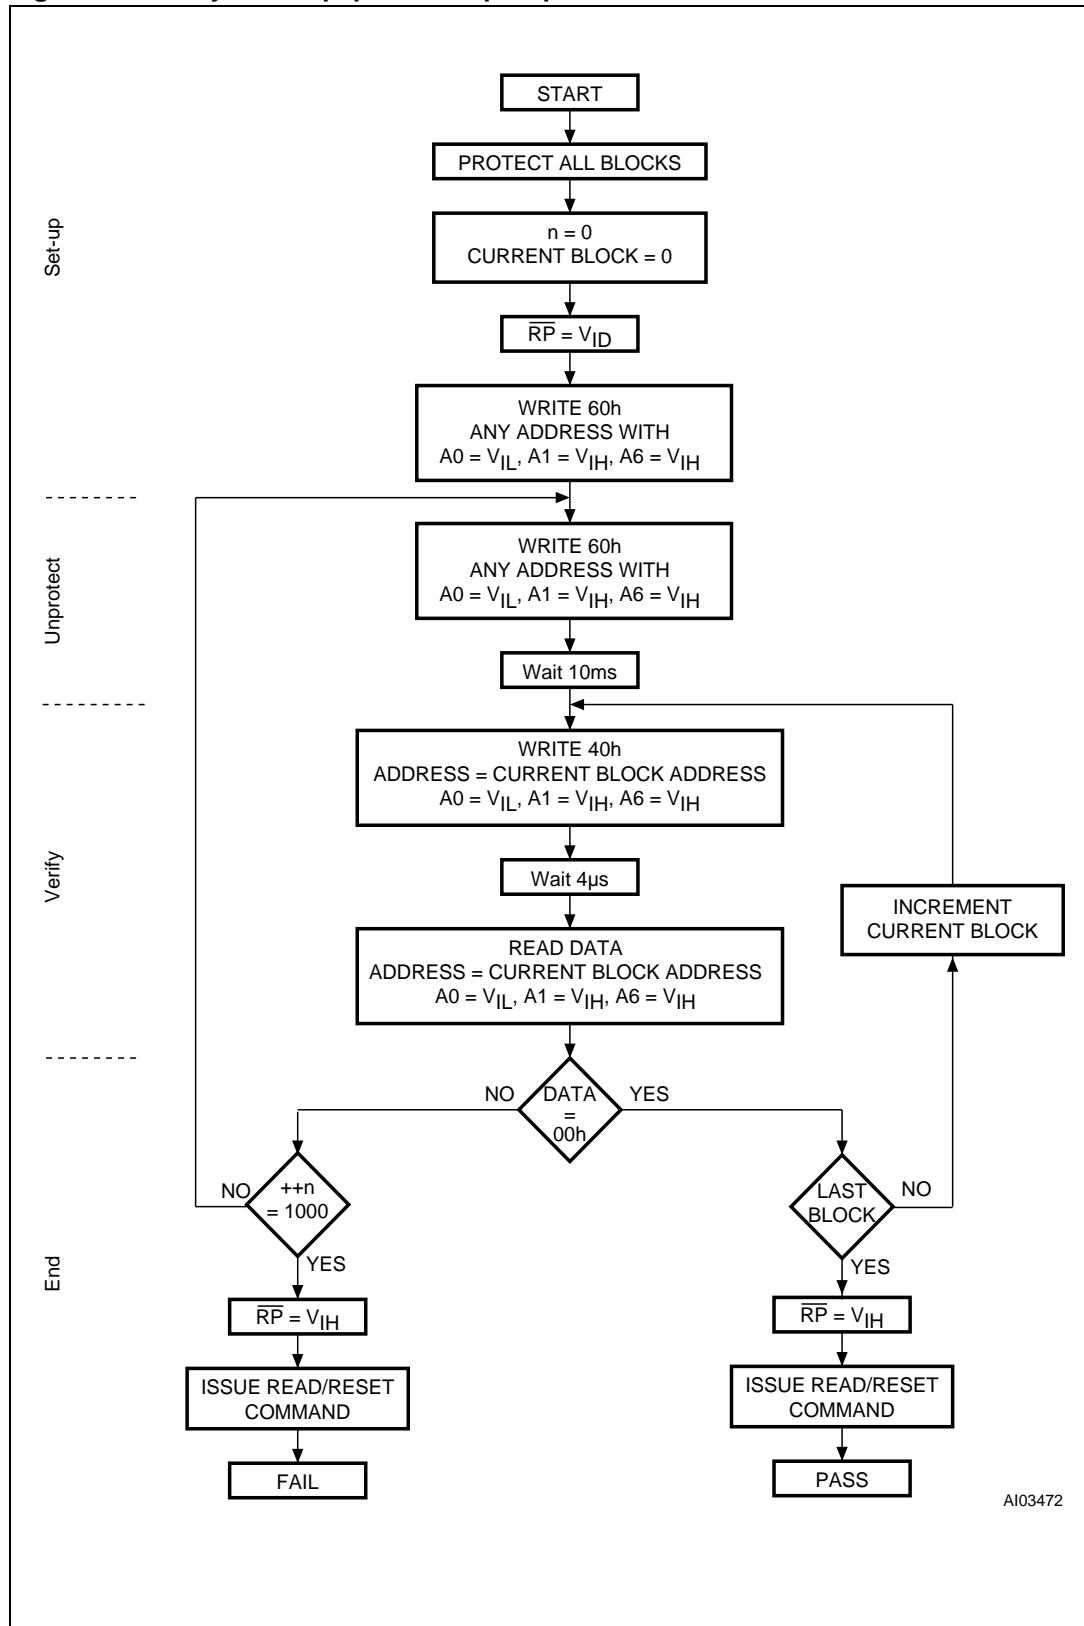 START
PROTECT ALL BLOCKS
n = 0
CURRENT BLOCK = 0
Set-up
RP = VID
WRITE 60h
ANY ADDRESS WITH
A0 = VIL, A1 = VIH, A6 = VIH
WRITE 60h
ANY ADDRESS WITH
A0 = VIL, A1 = VIH, A6 = VIH
Unprotect
Wait 10ms
WRITE 40h
ADDRESS = CURRENT BLOCK ADDRESS
A0 = VIL, A1 = VIH, A6 = VIH
Verify
Wait 4µs
INCREMENT
CURRENT BLOCK
READ DATA
ADDRESS = CURRENT BLOCK ADDRESS
A0 = VIL, A1 = VIH, A6 = VIH
NO
DATA
=
00h
YES
NO
++n
= 1000
LAST
BLOCK
NO
End
YES
YES
RP = VIH
RP = VIH
ISSUE READ/RESET
COMMAND
ISSUE READ/RESET
COMMAND
FAIL
PASS
AI03472